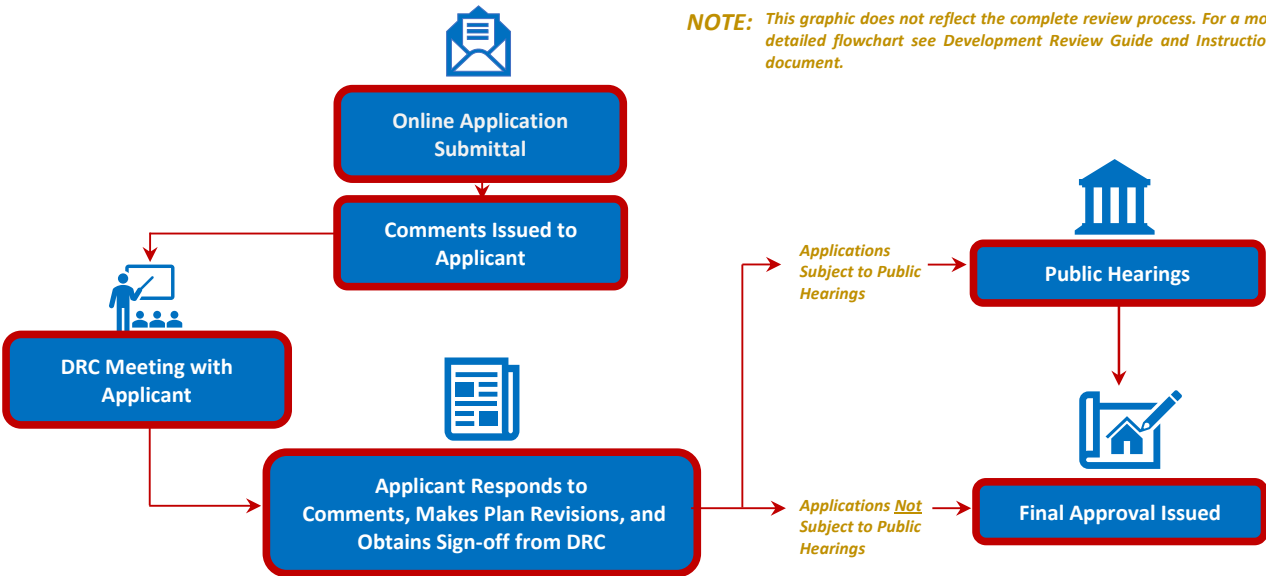 NOTE: This graphic does not reflect the complete review process. For a
detailed flowchart see Development Review Guide and
document.
Online Application
Submittal
Comments Issued to
Applicant
DRC Meeting with
Applicant
Applicant Responds to
Comments, Makes Plan Revisions, and
Obtains Sign-off from DRC
Applications
Subject to Public
Hearings
Public Hearings
Applications Not
Subject to Public
Hearings
Final Approval Issued